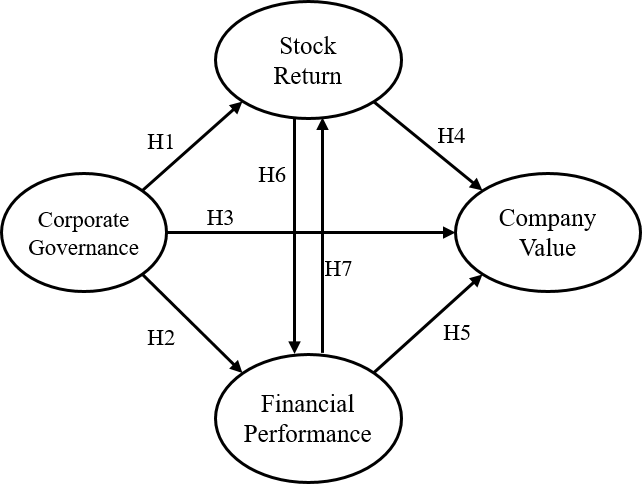 Stock
Return
H1
H4
H6
Corporate
Governance
H3
Company
Value
H7
H2
H5
Financial
Performance